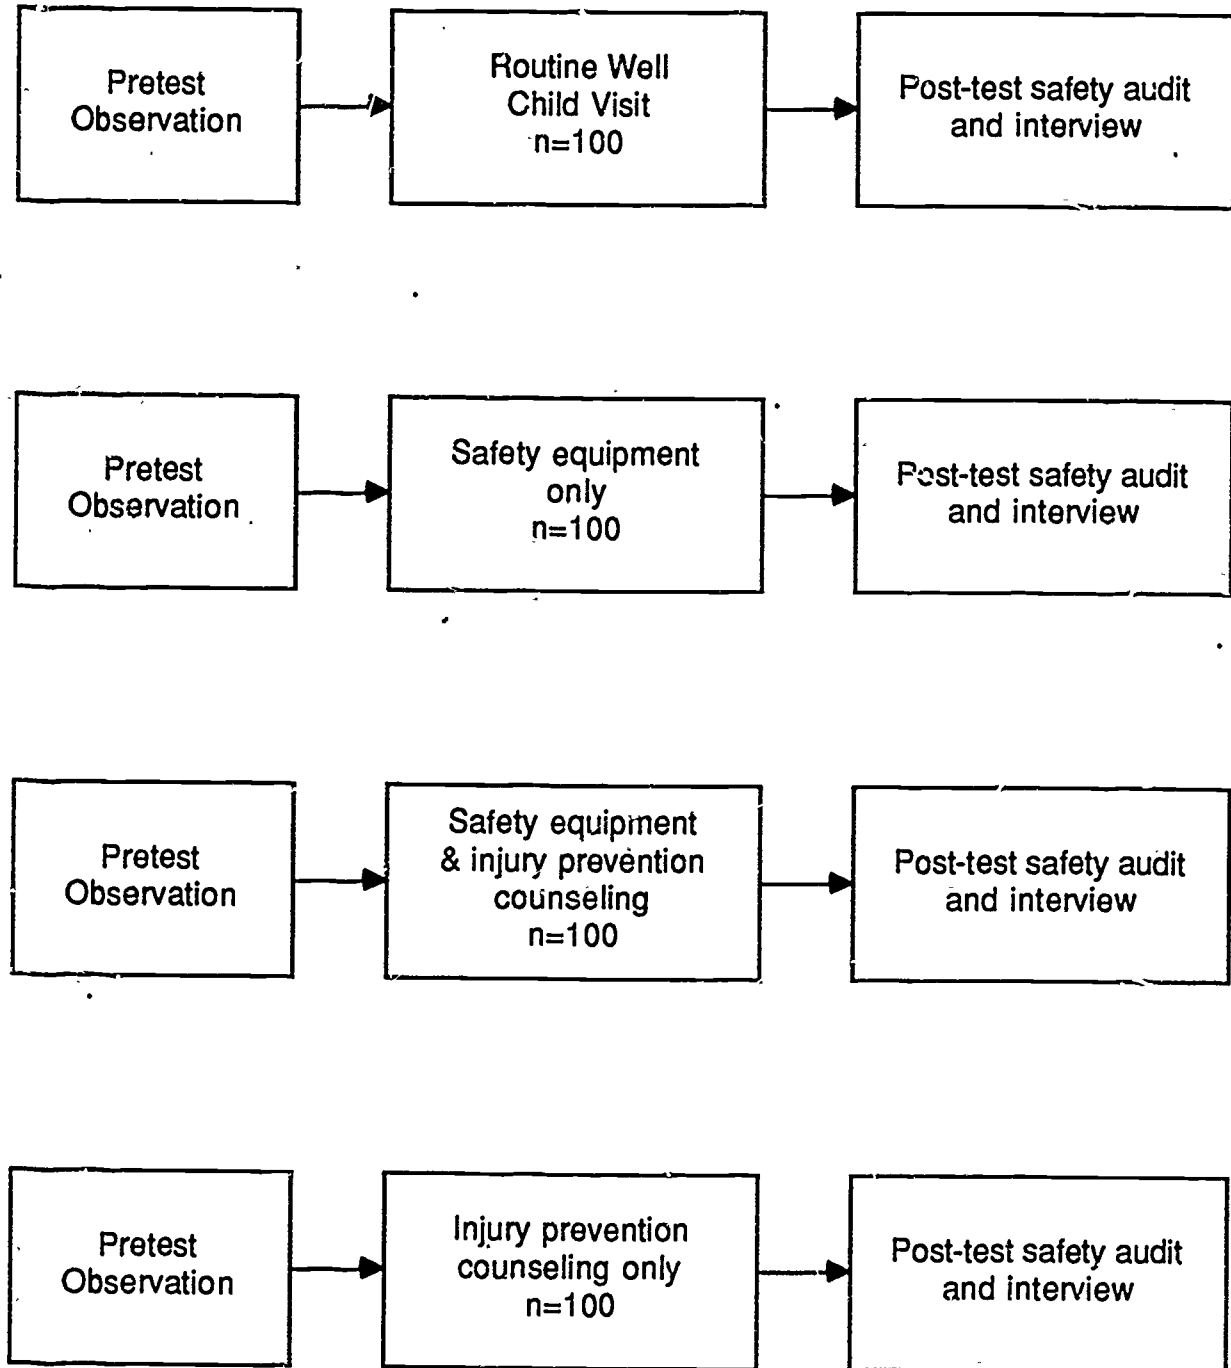 Pretest
Observation
Routine Well
Child Visit
n=100
Post-test safety audit
and interview
Pretest
Observation
Safety equipment
only
n=100
Post-test safety audit
and interview
Pretest
Observation
Safety equipment
& injury prevention
counseling
n=100
Post-test safety audit
and interview
Pretest
Observation
Injury prevention
counseling only
n=100
Post-test safety audit
and interview